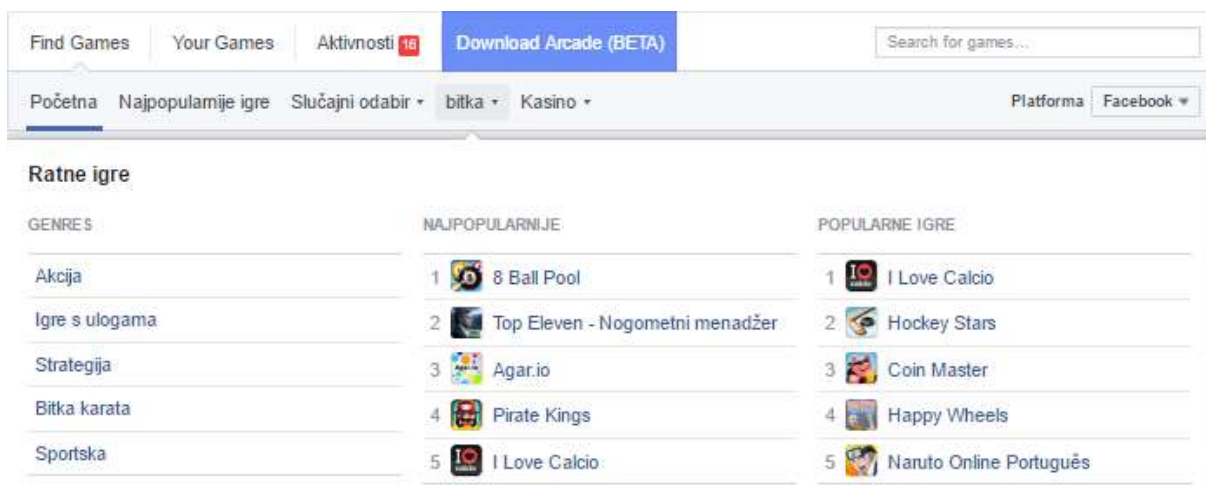 Find Games Your Games Aktivnosti 16 Download Arcade (BETA) Search for games...
Početna Najpopularnije igre Slučajni odabir bitka Kasino Platforma Facebook
Ratne igre
GENRES
Akcija
Igre s ulogama
Strategija
Bitka karata
Sportska
NAJPOPULARNIJE
1 8 Ball Pool
2 Top Eleven - Nogometni menadžer
3 Agar.io
4 Pirate Kings
5 I Love Calcio
POPULARNE IGRE
1 I Love Calcio
2 Hockey Stars
3 Coin Master
4 Happy Wheels
5 Naruto Online Português